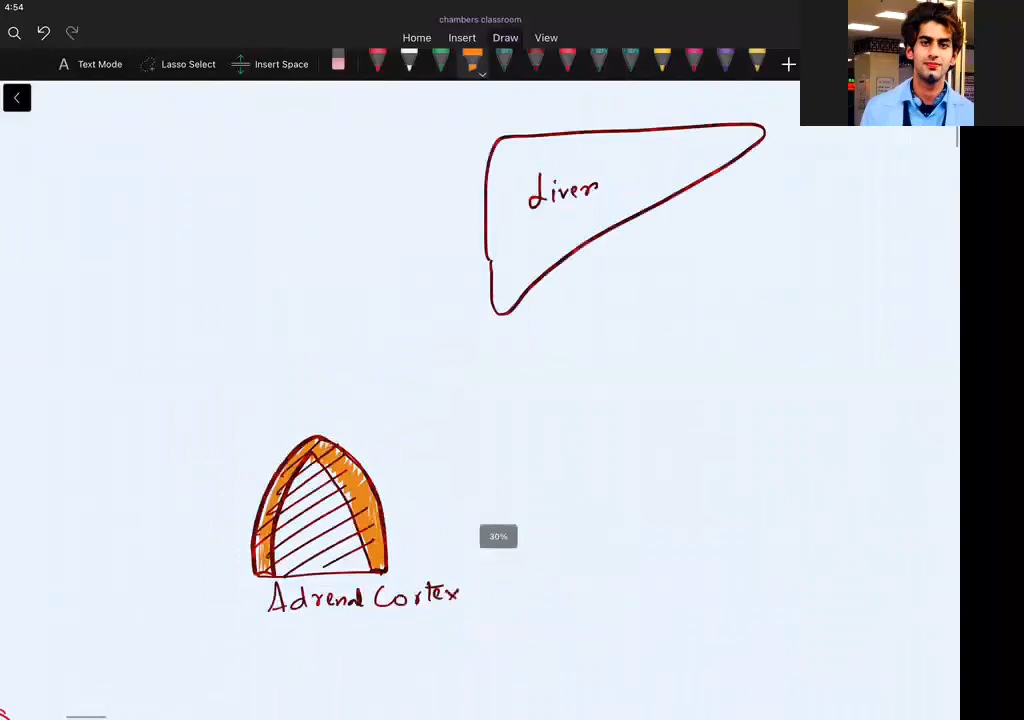 4:54
chambers classroom
Home Insert Draw View
Text Mode Lasso Select Insert Space
Liver
30%
Adrenal Cortex